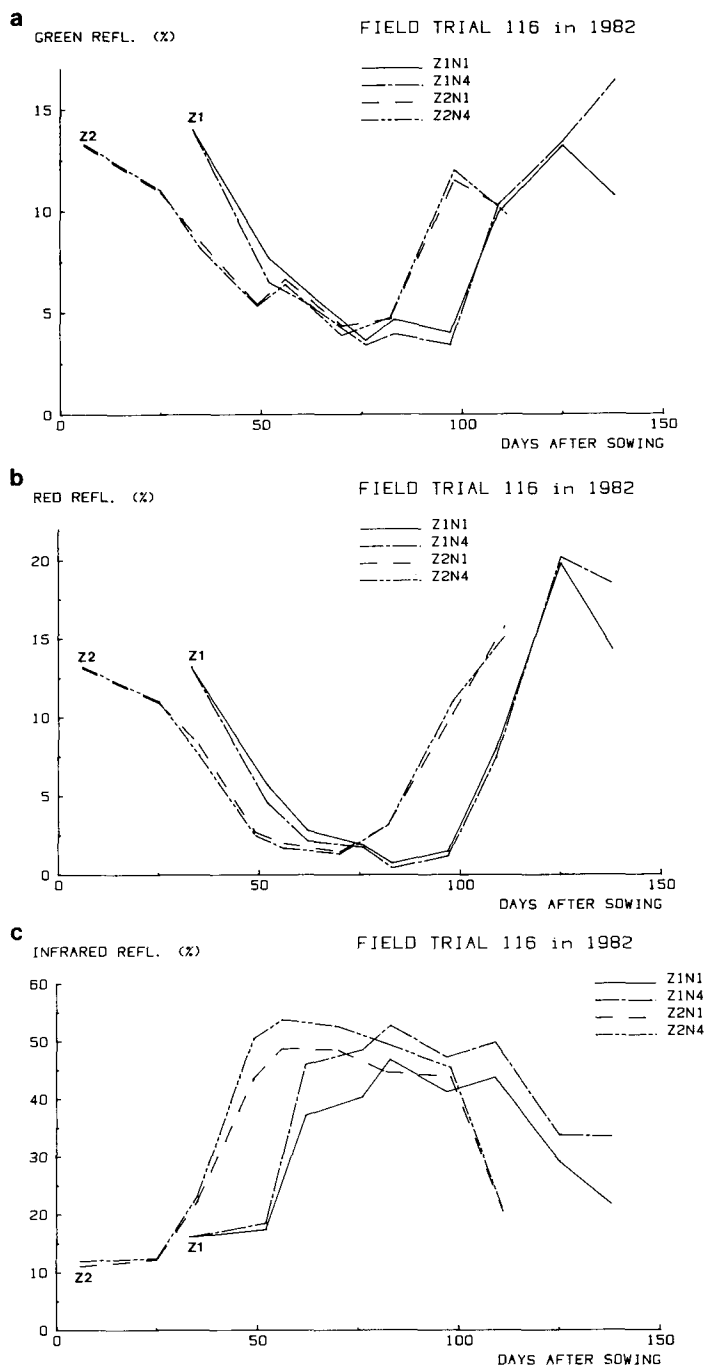 a
GREEN REFL. (%)
FIELD TRIAL 116 in 1982
Z1N1
Z1N4
Z2N1
Z2N4
15
10
5
0
Z2
Z1
0 50 100 150
DAYS AFTER SOWING
b
RED REFL. (%)
FIELD TRIAL 116 in 1982
Z1N1
Z1N4
Z2N1
Z2N4
20
15
10
5
0
Z2
Z1
0 50 100 150
DAYS AFTER SOWING
c
INFRARED REFL. (%)
FIELD TRIAL 116 in 1982
Z1N1
Z1N4
Z2N1
Z2N4
60
50
40
30
20
10
0
Z1
Z2
0 50 100 150
DAYS AFTER SOWING